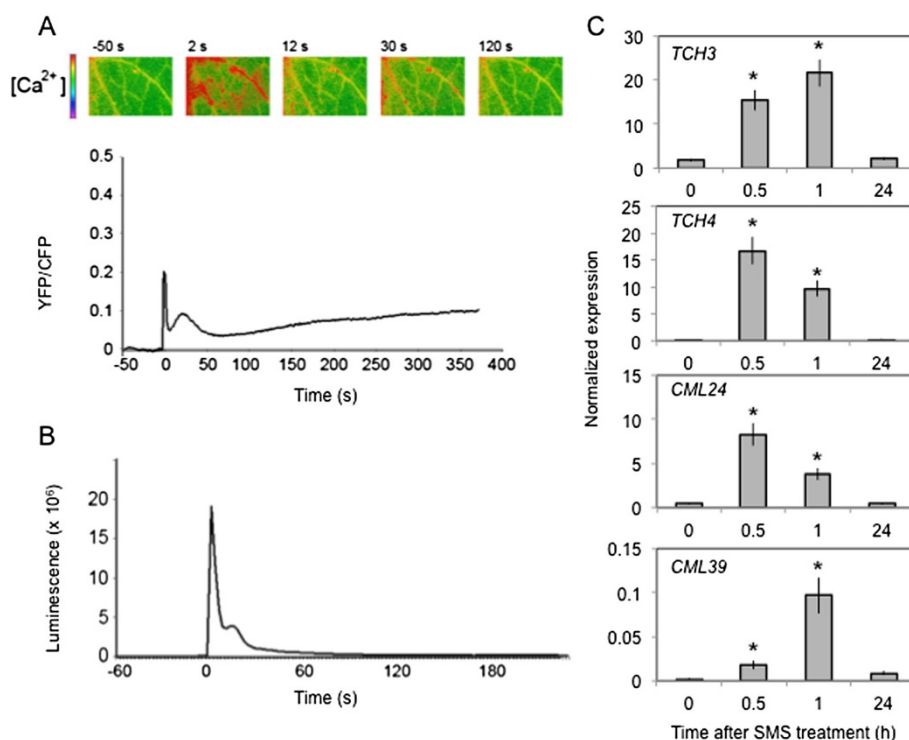 A
-50 s 2 s 12 s 30 s 120 s
[Ca²⁺]
0.5
0.4
0.3
0.2
0.1
0
YFP/CFP
-50 0 50 100 150 200 250 300 350 400
Time (s)
B
20
15
10
5
0
Luminescence (x 10⁶)
-60 0 60 120 180
Time (s)
C
Normalized expression
TCH3
30
20
10
0
* *
0 0.5 1 24
TCH4
25
20
15
10
5
0
* *
0 0.5 1 24
CML24
15
10
5
0
* *
0 0.5 1 24
CML39
0.15
0.1
0.05
0
* *
0 0.5 1 24
Time after SMS treatment (h)